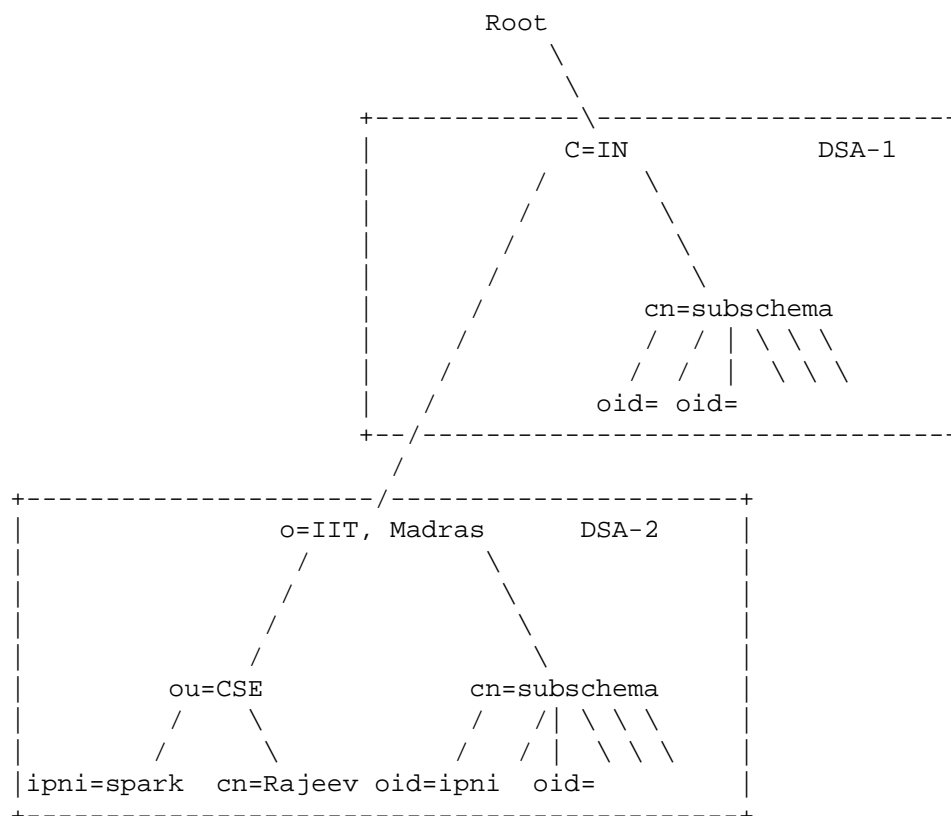 Root
C=IN DSA-1
cn=subschema
oid= oid=
o=IIT, Madras DSA-2
ou=CSE cn=subschema
ipni=spark cn=Rajeev oid=ipni oid=